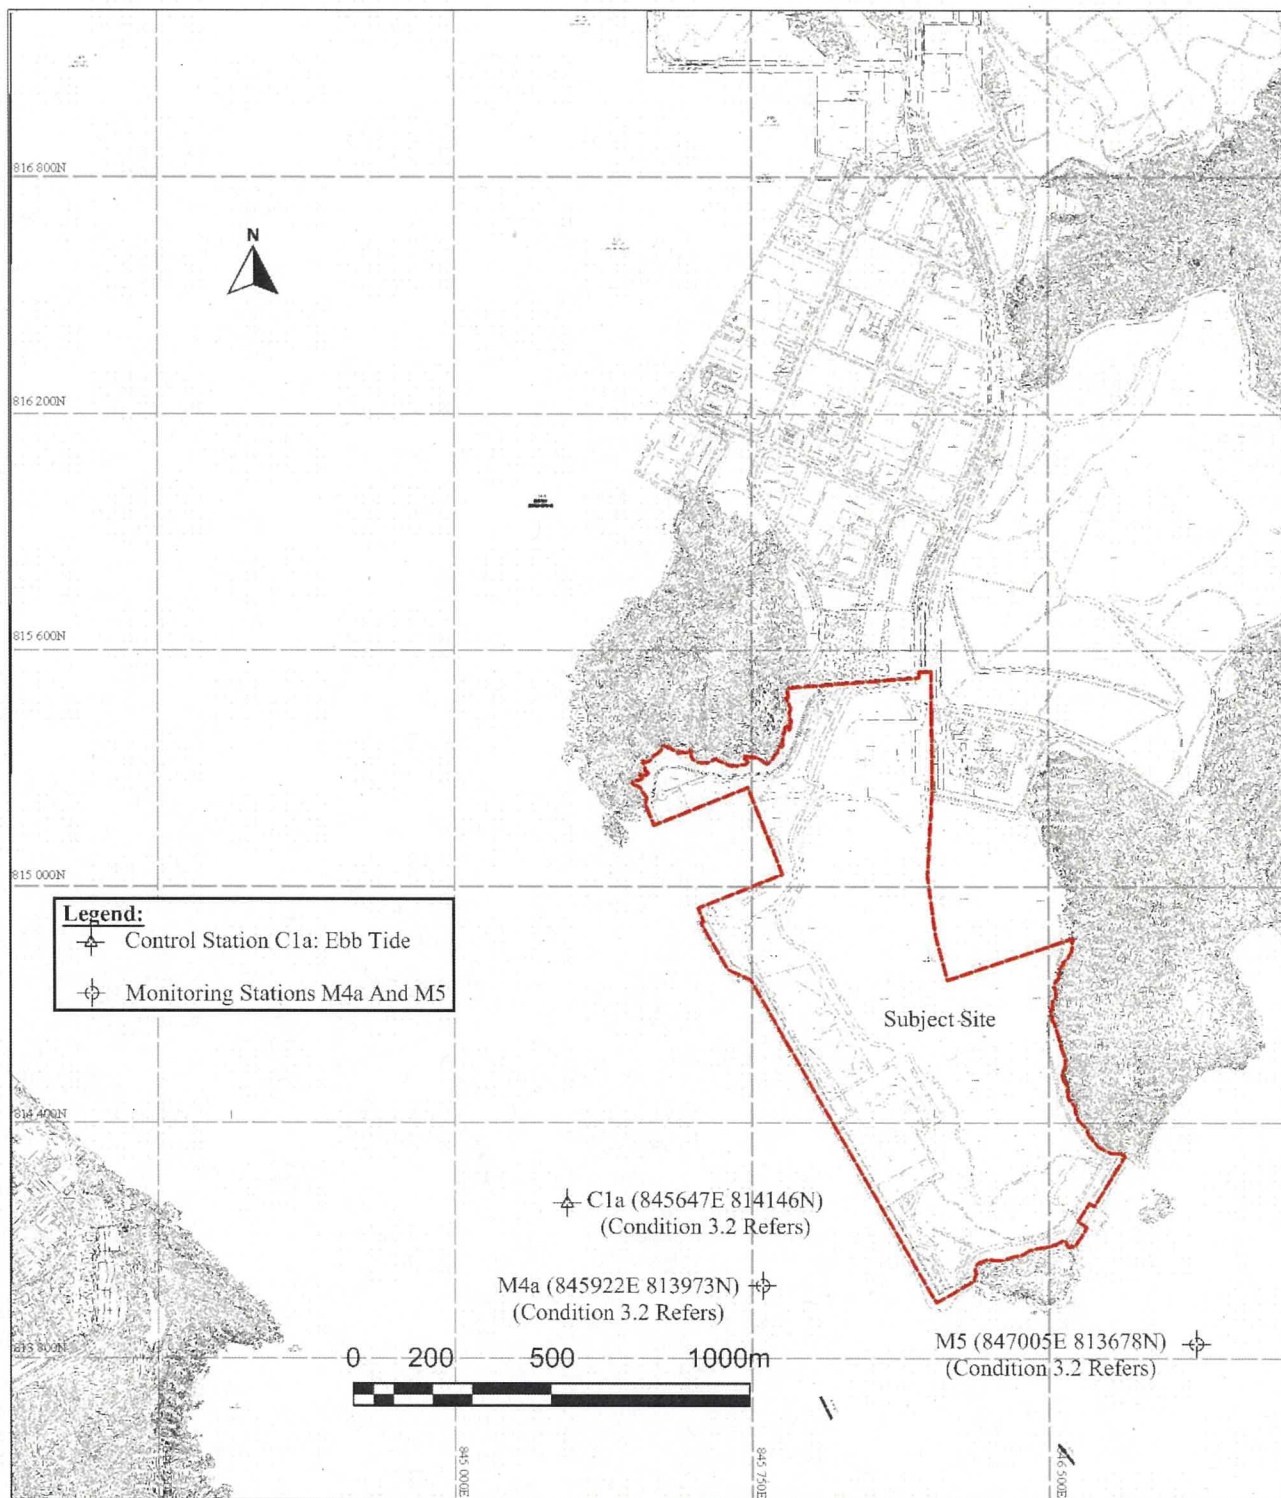 816 800N
N
816 200N
815 600N
815 000N
Legend:
Control Station C1a: Ebb Tide
Monitoring Stations M4a And M5
Subject Site
814 400N
C1a (845647E 814146N)
(Condition 3.2 Refers)
M4a (845922E 813973N)
(Condition 3.2 Refers)
M5 (847005E 813678N)
(Condition 3.2 Refers)
813 800N
0 200 500 1000m
845 000E
845 750E
846 500E